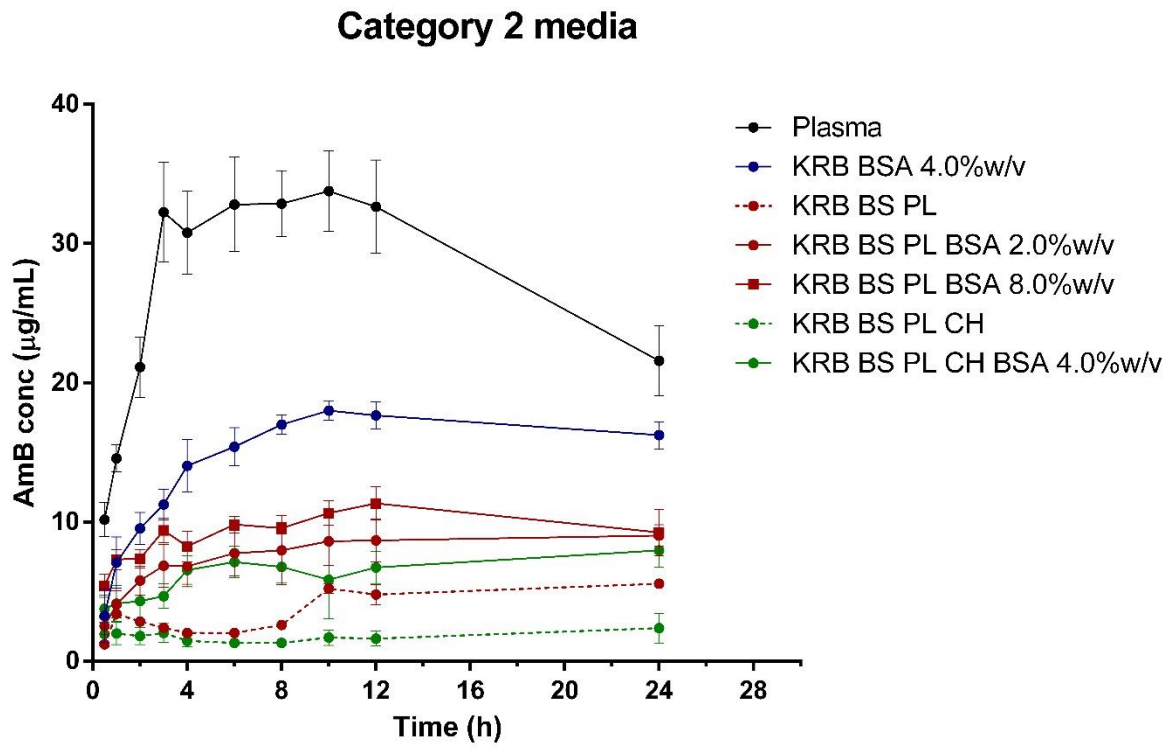 Category 2 media
AmB conc (μg/mL)
40
30
20
10
0
0 4 8 12 16 20 24 28
Time (h)
Plasma
KRB BSA 4.0%w/v
KRB BS PL
KRB BS PL BSA 2.0%w/v
KRB BS PL BSA 8.0%w/v
KRB BS PL CH
KRB BS PL CH BSA 4.0%w/v